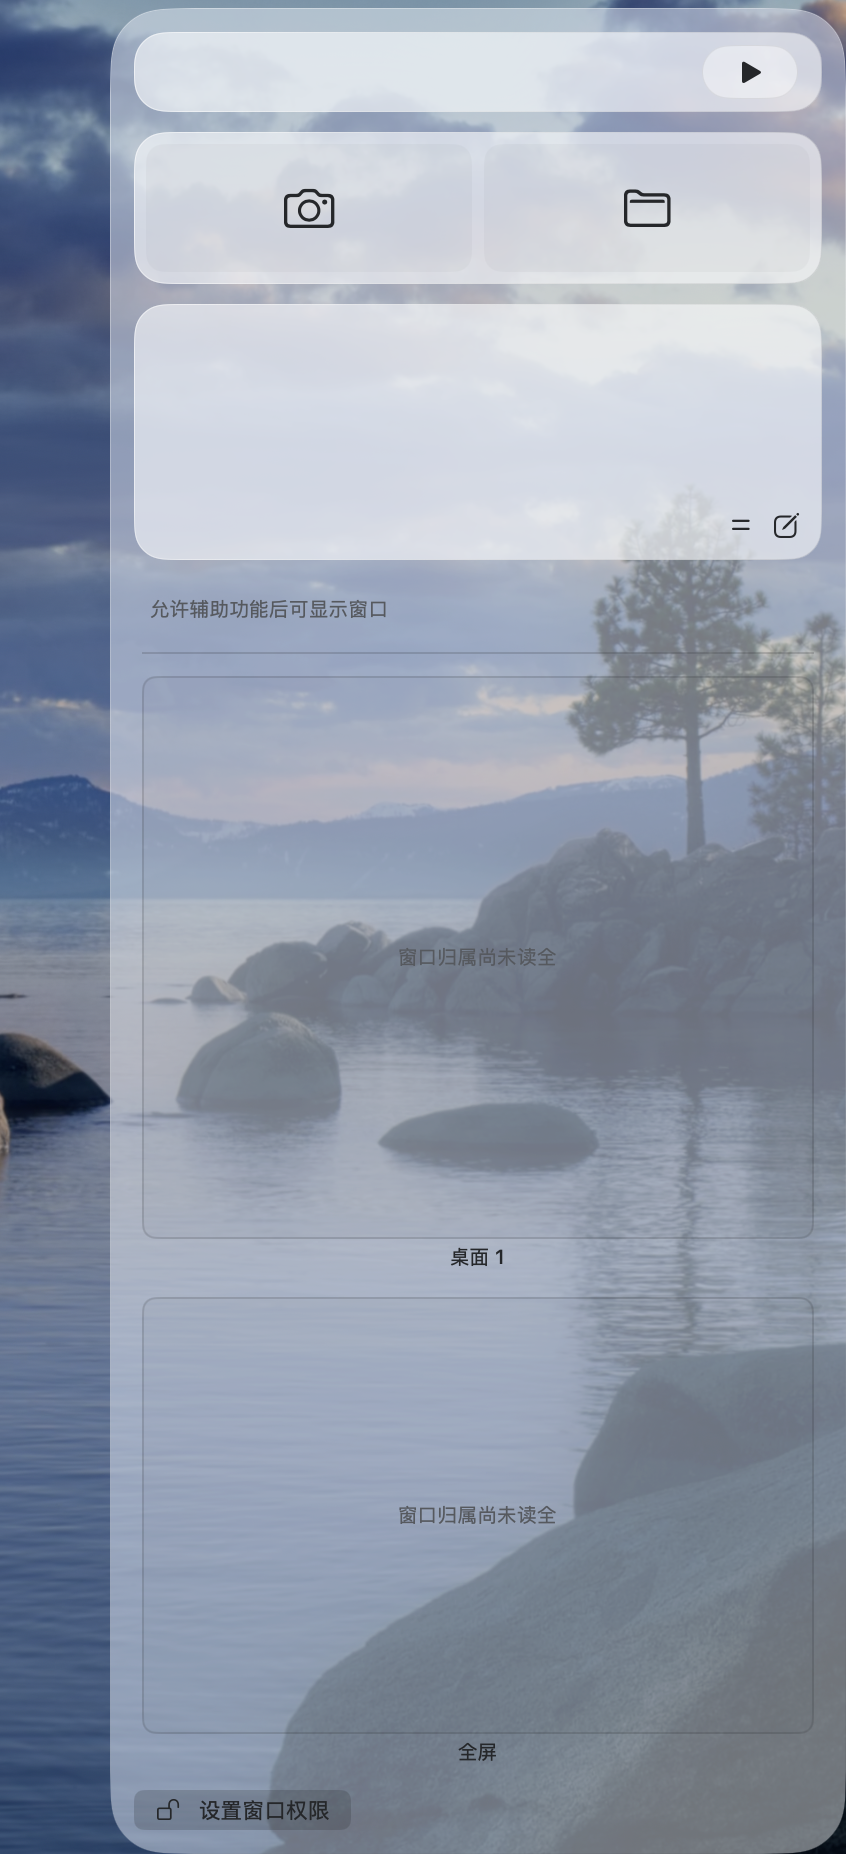 允许辅助功能后可显示窗口
窗口归属尚未读全
桌面 1
窗口归属尚未读全
全屏
设置窗口权限